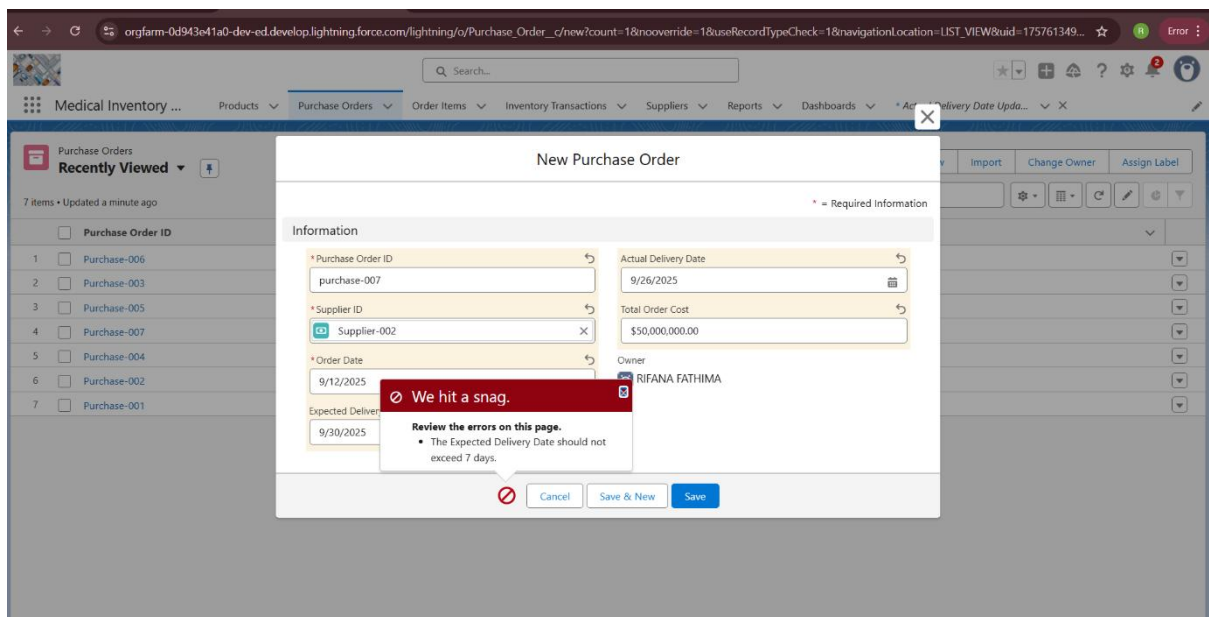 orgfarm-0d943e41a0-dev-ed.develop.lightning.force.com/lightning/o/Purchase_Order__c/new?count=1&nooverride=1&useRecordTypeCheck=1&navigationLocation=LIST_VIEW&uid=175761349...
R
Error
Search...
2
Medical Inventory ...
Products
Purchase Orders
Order Items
Inventory Transactions
Suppliers
Reports
Dashboards
* Ac
Delivery Date Upda...
Purchase Orders
Recently Viewed
Import
Change Owner
Assign Label
7 items • Updated a minute ago
Purchase Order ID
1 Purchase-006
2 Purchase-003
3 Purchase-005
4 Purchase-007
5 Purchase-004
6 Purchase-002
7 Purchase-001
New Purchase Order
* = Required Information
Information
*Purchase Order ID
purchase-007
Actual Delivery Date
9/26/2025
*Supplier ID
Supplier-002
Total Order Cost
$50,000,000.00
*Order Date
9/12/2025
Owner
RIFANA FATHIMA
Expected Deliver
9/30/2025
We hit a snag.
Review the errors on this page.
• The Expected Delivery Date should not
exceed 7 days.
Cancel
Save & New
Save